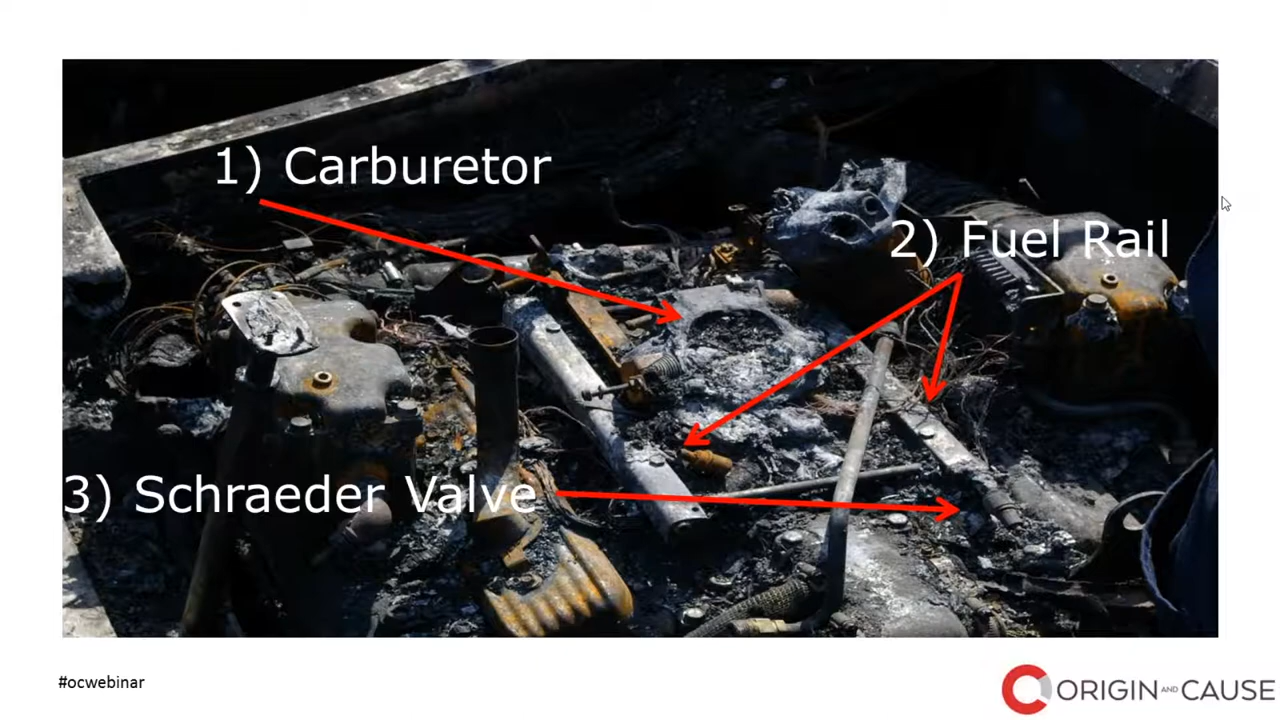 1) Carburetor
2) Fuel Rail
3) Schraeder Valve
#ocwebinar
ORIGIN AND CAUSE